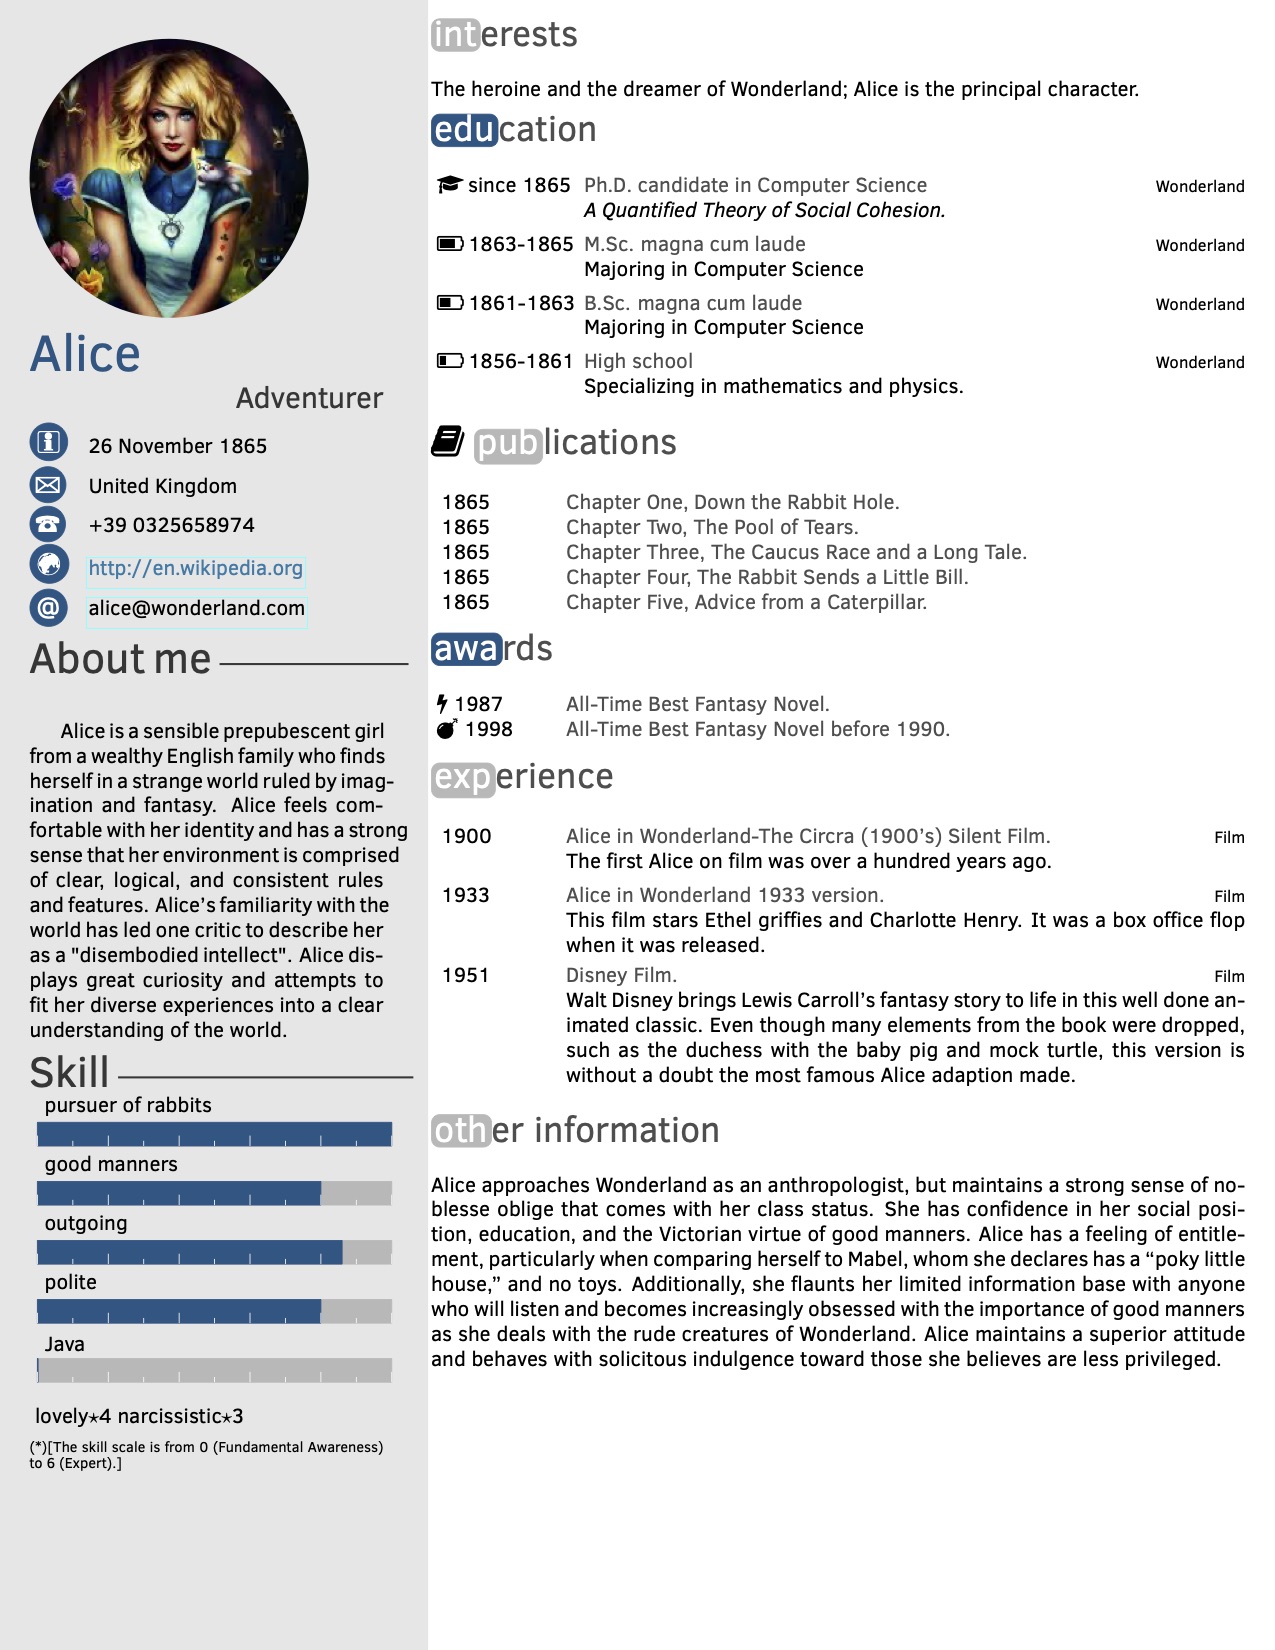 Alice
Adventurer
26 November 1865
United Kingdom
+39 0325658974
http://en.wikipedia.org
@ alice@wonderland.com
About me
Alice is a sensible prepubescent girl
from a wealthy English family who finds
herself in a strange world ruled by imag-
ination and fantasy. Alice feels com-
fortable with her identity and has a strong
sense that her environment is comprised
of clear, logical, and consistent rules
and features. Alice's familiarity with the
world has led one critic to describe her
as a "disembodied intellect". Alice dis-
plays great curiosity and attempts to
fit her diverse experiences into a clear
understanding of the world.
Skill
pursuer of rabbits
good manners
outgoing
polite
Java
lovely⋆4 narcissistic⋆3
(*)[The skill scale is from 0 (Fundamental Awareness)
to 6 (Expert).]
interests
The heroine and the dreamer of Wonderland; Alice is the principal character.
education
since 1865 Ph.D. candidate in Computer Science Wonderland
A Quantified Theory of Social Cohesion.
1863-1865 M.Sc. magna cum laude Wonderland
Majoring in Computer Science
1861-1863 B.Sc. magna cum laude Wonderland
Majoring in Computer Science
1856-1861 High school Wonderland
Specializing in mathematics and physics.
publications
1865 Chapter One, Down the Rabbit Hole.
1865 Chapter Two, The Pool of Tears.
1865 Chapter Three, The Caucus Race and a Long Tale.
1865 Chapter Four, The Rabbit Sends a Little Bill.
1865 Chapter Five, Advice from a Caterpillar.
awards
1987 All-Time Best Fantasy Novel.
1998 All-Time Best Fantasy Novel before 1990.
experience
1900 Alice in Wonderland-The Circra (1900's) Silent Film. Film
The first Alice on film was over a hundred years ago.
1933 Alice in Wonderland 1933 version. Film
This film stars Ethel griffies and Charlotte Henry. It was a box office flop
when it was released.
1951 Disney Film. Film
Walt Disney brings Lewis Carroll's fantasy story to life in this well done an-
imated classic. Even though many elements from the book were dropped,
such as the duchess with the baby pig and mock turtle, this version is
without a doubt the most famous Alice adaption made.
other information
Alice approaches Wonderland as an anthropologist, but maintains a strong sense of no-
blesse oblige that comes with her class status. She has confidence in her social posi-
tion, education, and the Victorian virtue of good manners. Alice has a feeling of entitle-
ment, particularly when comparing herself to Mabel, whom she declares has a “poky little
house,” and no toys. Additionally, she flaunts her limited information base with anyone
who will listen and becomes increasingly obsessed with the importance of good manners
as she deals with the rude creatures of Wonderland. Alice maintains a superior attitude
and behaves with solicitous indulgence toward those she believes are less privileged.